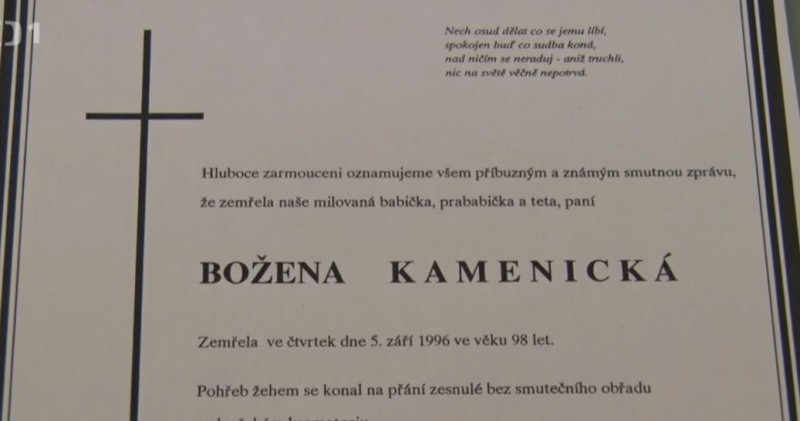 D1
Nech osud dělat co se jemu líbí,
spokojen buď co sudba koná,
nad ničím se neraduj - aniž truchli,
nic na světě věčně nepotrvá.
Hluboce zarmouceni oznamujeme všem příbuzným a známým smutnou zprávu,
že zemřela naše milovaná babička, prababička a teta, paní
BOŽENA KAMENICKÁ
Zemřela ve čtvrtek dne 5. září 1996 ve věku 98 let.
Pohřeb žehem se konal na přání zesnulé bez smutečního obřadu